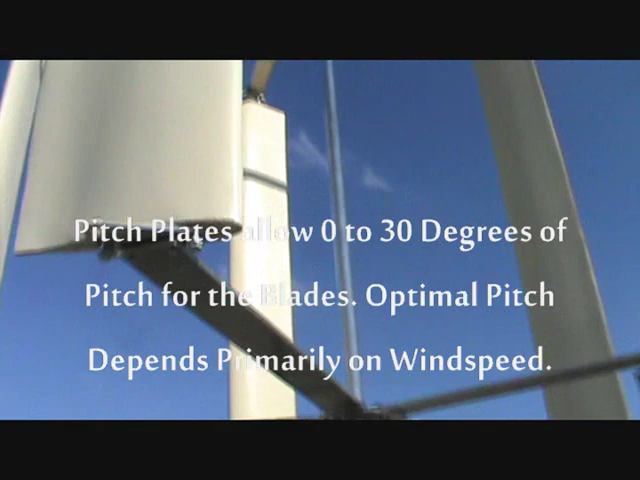 Pitch Plates allow 0 to 30 Degrees of
Pitch for the Blades. Optimal Pitch
Depends Primarily on Windspeed.